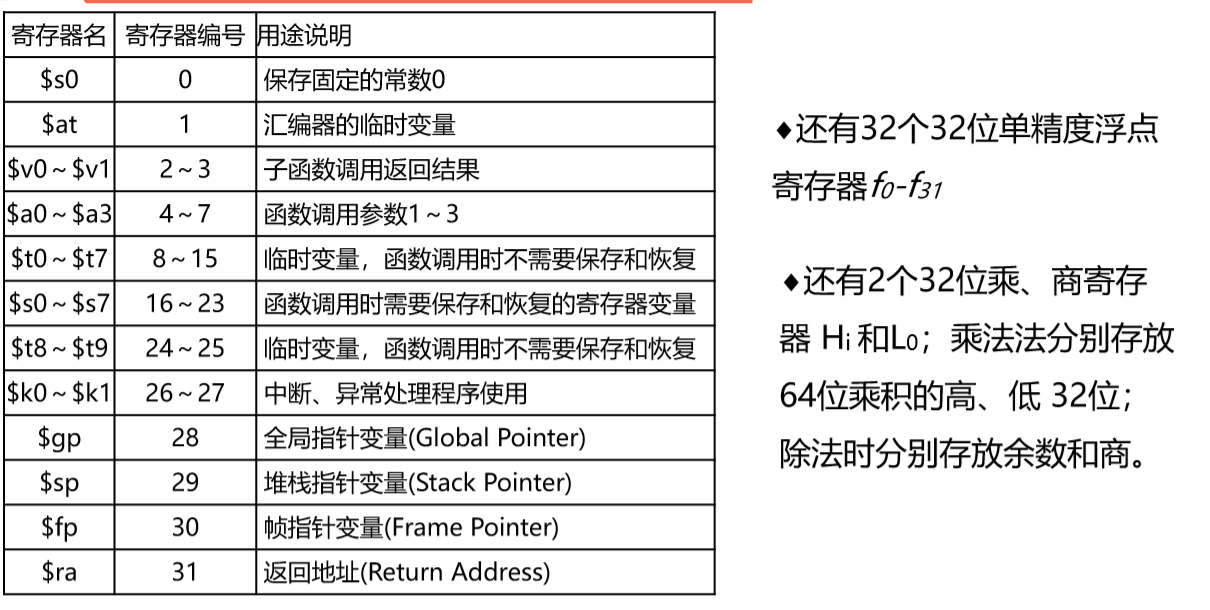 寄存器名 寄存器编号 用途说明
$s0 0 保存固定的常数0
$at 1 汇编器的临时变量
$v0～$v1 2～3 子函数调用返回结果
$a0～$a3 4～7 函数调用参数1～3
$t0～$t7 8～15 临时变量，函数调用时不需要保存和恢复
$s0～$s7 16～23 函数调用时需要保存和恢复的寄存器变量
$t8～$t9 24～25 临时变量，函数调用时不需要保存和恢复
$k0～$k1 26～27 中断、异常处理程序使用
$gp 28 全局指针变量(Global Pointer)
$sp 29 堆栈指针变量(Stack Pointer)
$fp 30 帧指针变量(Frame Pointer)
$ra 31 返回地址(Return Address)
♦还有32个32位单精度浮点
寄存器f0-f31
♦还有2个32位乘、商寄存
器 Hi 和L0；乘法法分别存放
64位乘积的高、低 32位；
除法时分别存放余数和商。